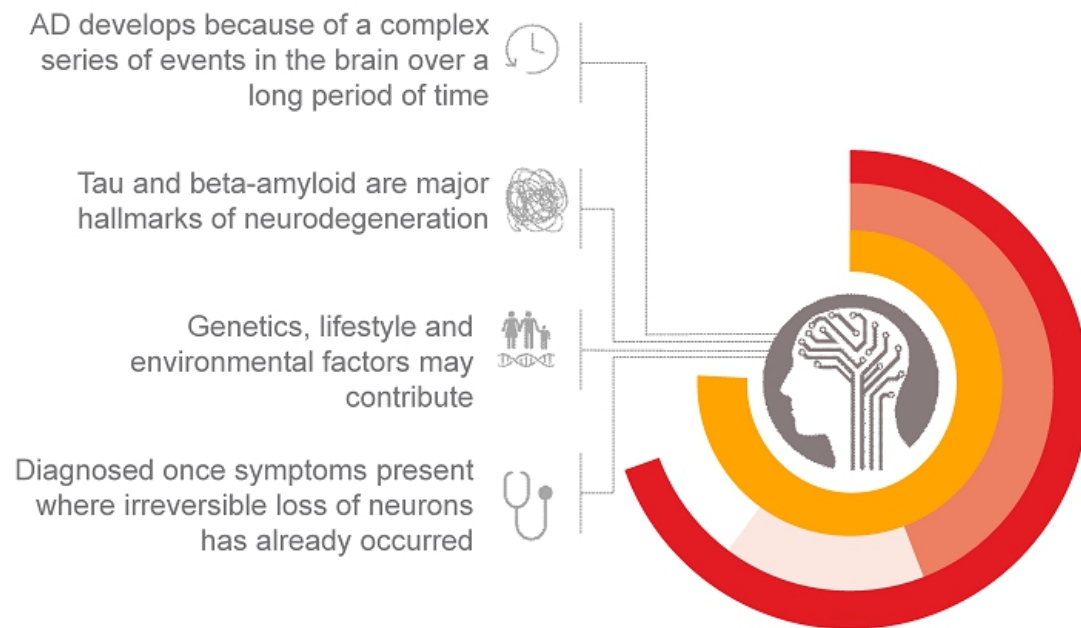 AD develops because of a complex
series of events in the brain over a
long period of time
Tau and beta-amyloid are major
hallmarks of neurodegeneration
Genetics, lifestyle and
environmental factors may
contribute
Diagnosed once symptoms present
where irreversible loss of neurons
has already occurred